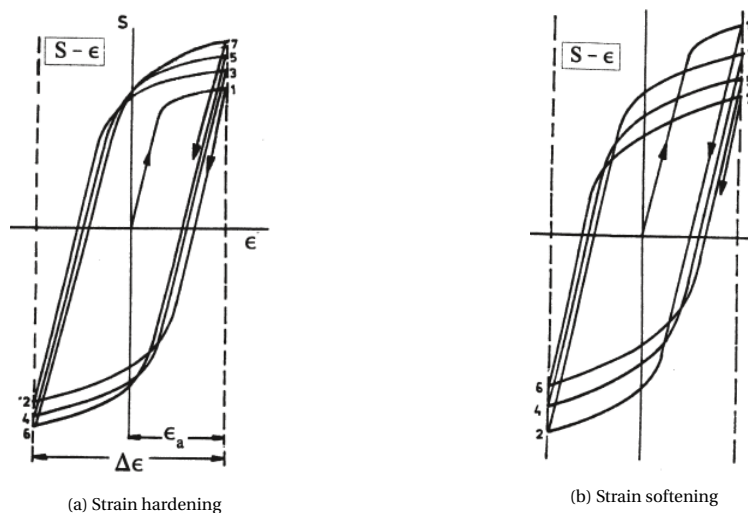 S
S – ϵ
7
5
3
1
ϵ
2
4
6
ϵa
Δϵ
(a) Strain hardening
S – ϵ
6
4
2
(b) Strain softening